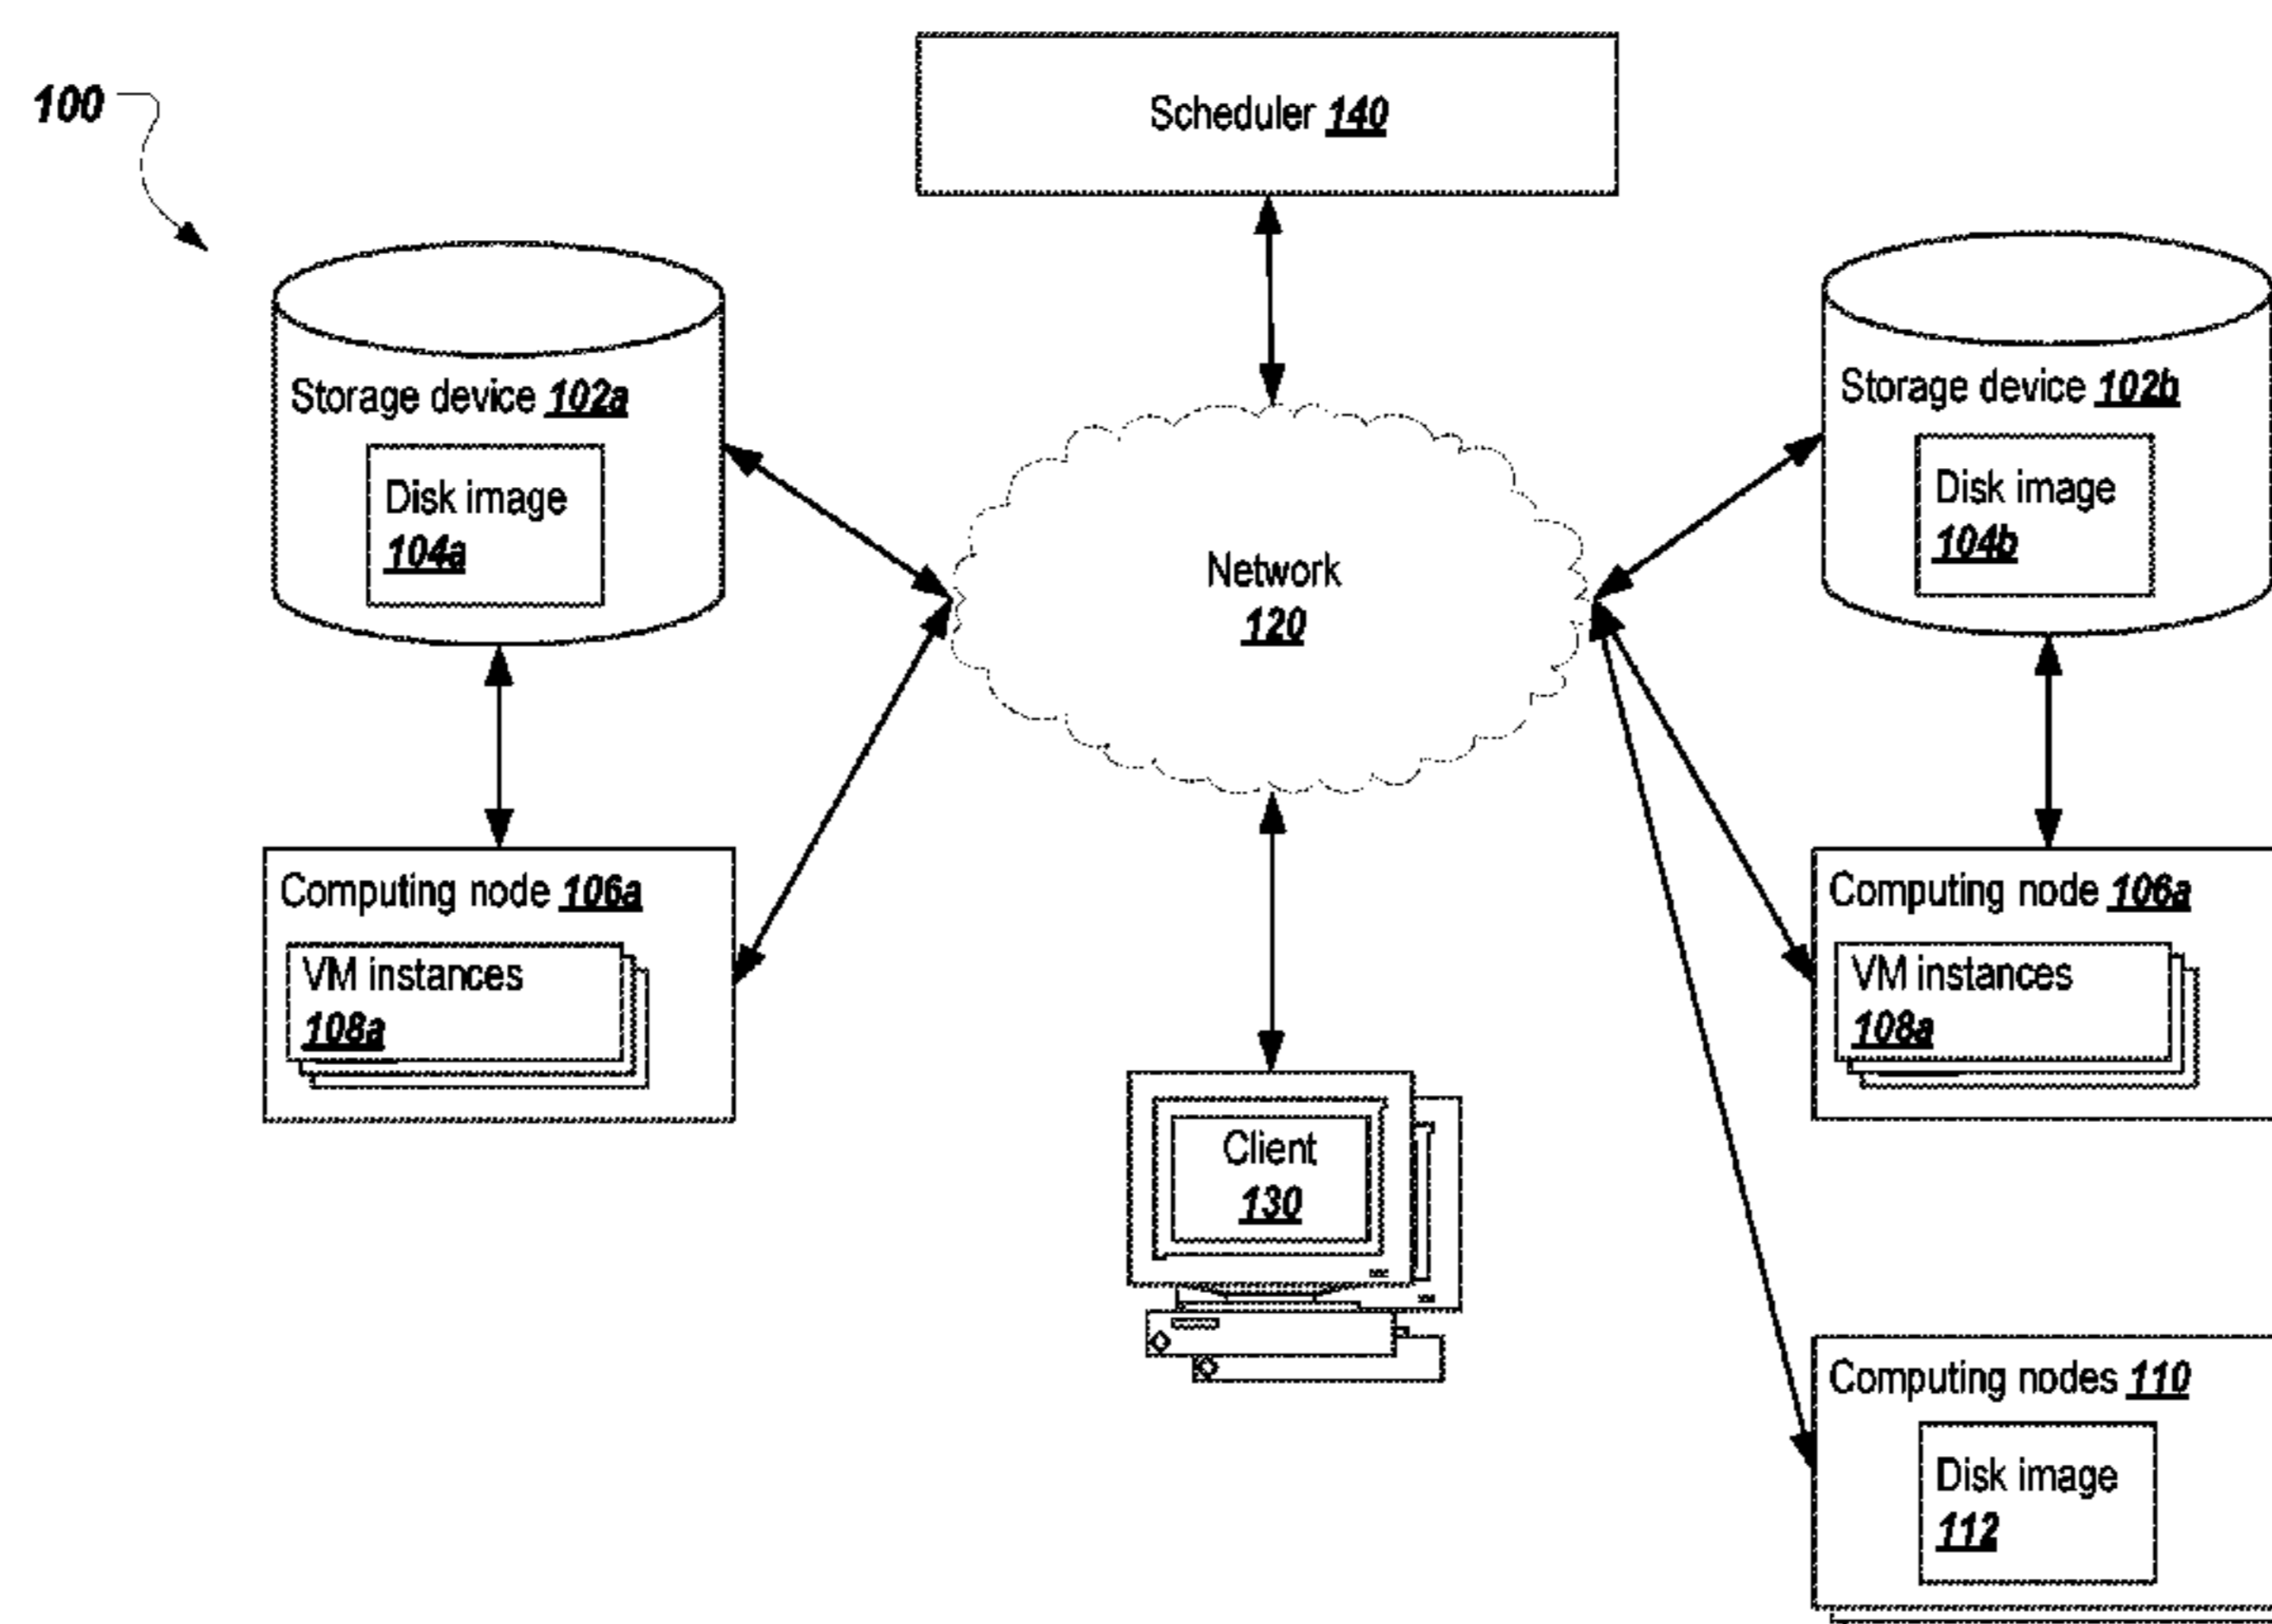 100
Scheduler 140
Storage device 102a
Disk image
104a
Network
120
Storage device 102b
Disk image
104b
Computing node 106a
VM instances
108a
Client
130
Computing node 106a
VM instances
108a
Computing nodes 110
Disk image
112